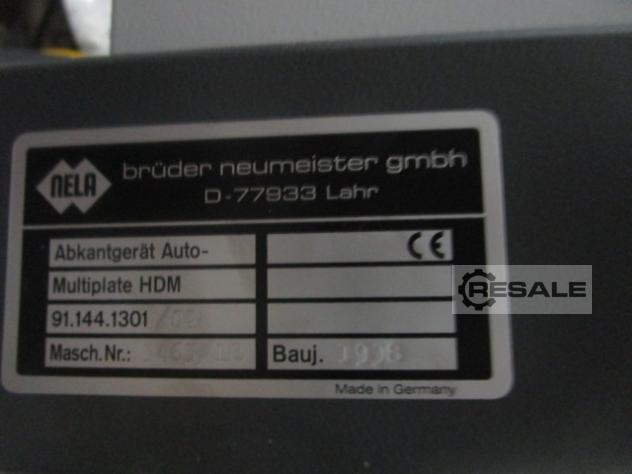 NELA
brüder neumeister gmbh
D-77933 Lahr
Abkantgerät Auto-
CE
Multiplate HDM
91.144.1301
Masch.Nr.:
Bauj.
Made in Germany
RESALE